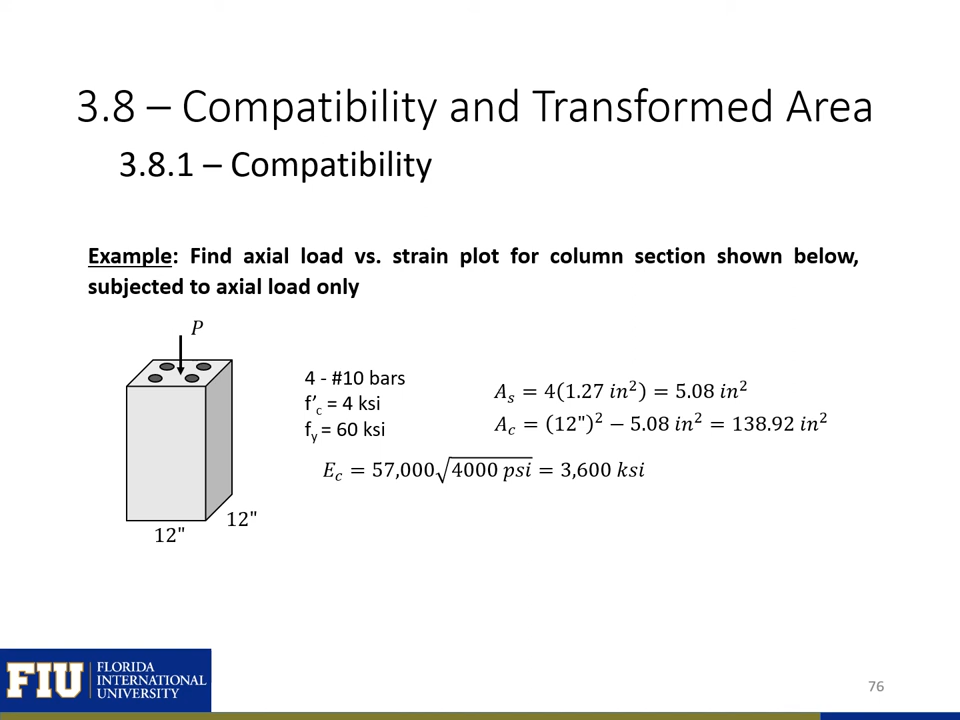 3.8 – Compatibility and Transformed Area
3.8.1 – Compatibility
Example: Find axial load vs. strain plot for column section shown below,
subjected to axial load only
P
4 - #10 bars
f'c = 4 ksi
fy = 60 ksi
As = 4(1.27 in²) = 5.08 in²
Ac = (12")² − 5.08 in² = 138.92 in²
Ec = 57,000√4000 psi = 3,600 ksi
12"
12"
FIU
FLORIDA
INTERNATIONAL
UNIVERSITY
76